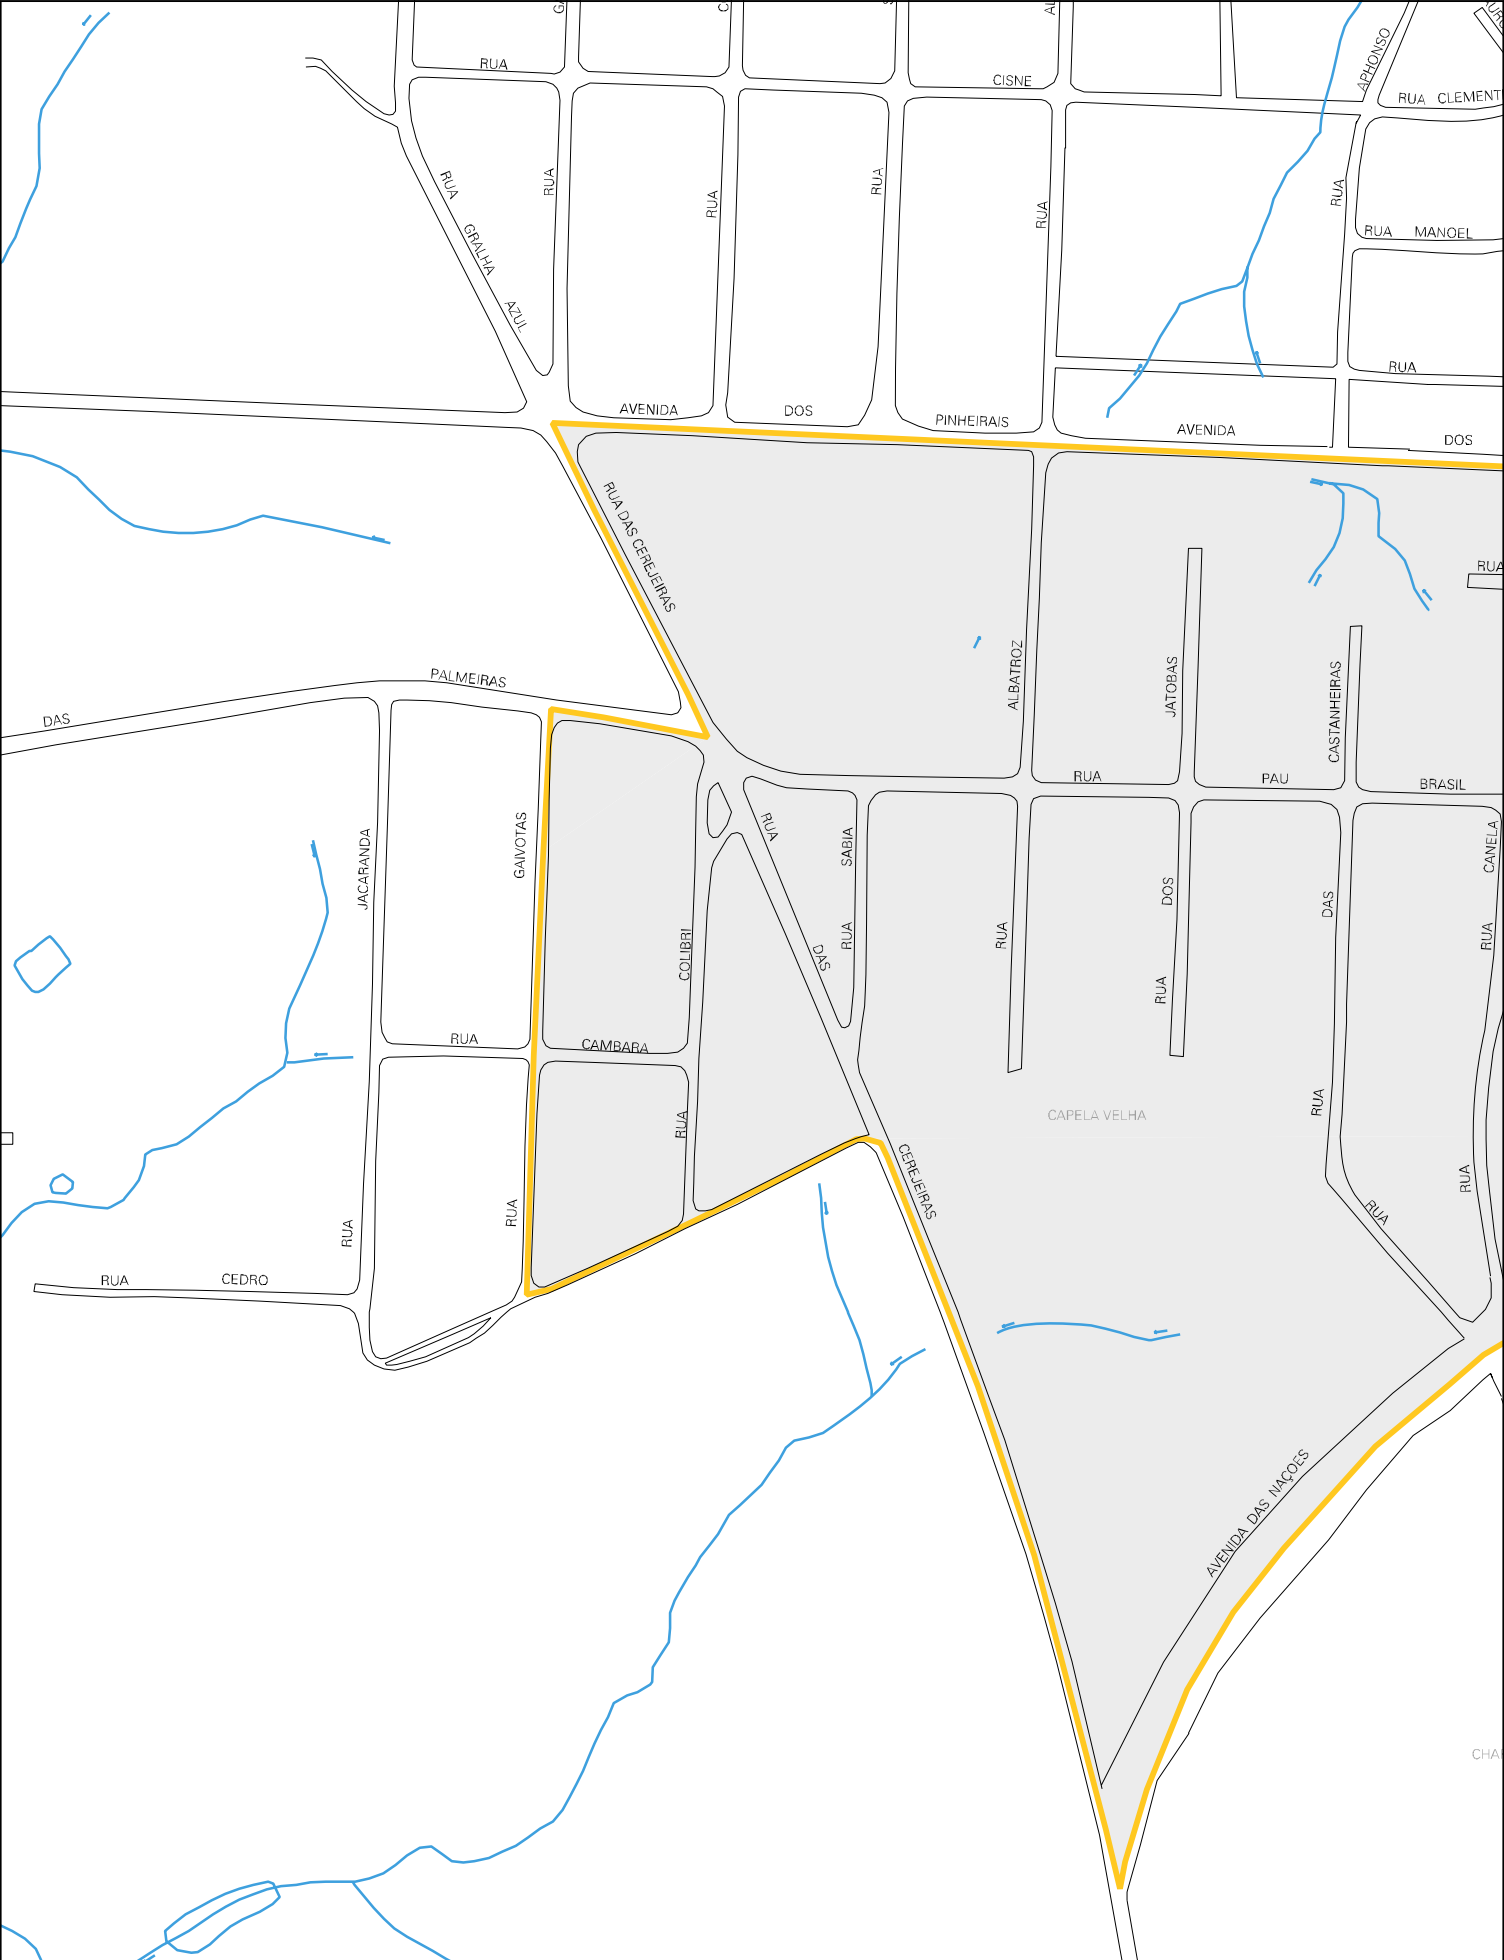 RUA
CISNE
APHONSO
RUA CLEMENT
RUA
GRALHA
AZUL
RUA
RUA
RUA
RUA
RUA
RUA MANOEL
RUA
AVENIDA DOS PINHEIRAIS
AVENIDA DOS
RUA DAS CEREJEIRAS
RUA
PALMEIRAS
DAS
ALBATROZ
JATOBAS
CASTANHEIRAS
RUA PAU BRASIL
JACARANDA
GAIVOTAS
RUA
SABIA
CANELA
COLIBRI
RUA
RUA
DOS
DAS
RUA
DAS
RUA
RUA CAMBARA
RUA
RUA
CAPELA VELHA
CEREJEIRAS
RUA
RUA
RUA
RUA
RUA
RUA CEDRO
AVENIDA DAS NAÇOES
CHA